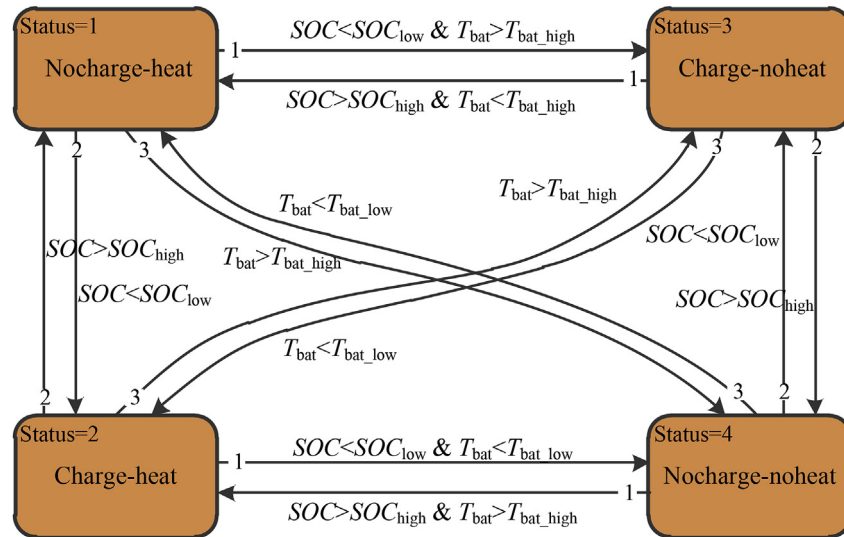 Status=1
Nocharge-heat
1
SOC<SOClow & Tbat>Tbat_high
Status=3
Charge-noheat
SOC>SOChigh & Tbat<Tbat_high
1
2
3
3
2
Tbat<Tbat_low
Tbat>Tbat_high
SOC>SOChigh
Tbat>Tbat_high
SOC<SOClow
SOC<SOClow
SOC>SOChigh
Tbat<Tbat_low
2
3
3
2
Status=2
Charge-heat
1
SOC<SOClow & Tbat<Tbat_low
Status=4
Nocharge-noheat
SOC>SOChigh & Tbat>Tbat_high
1